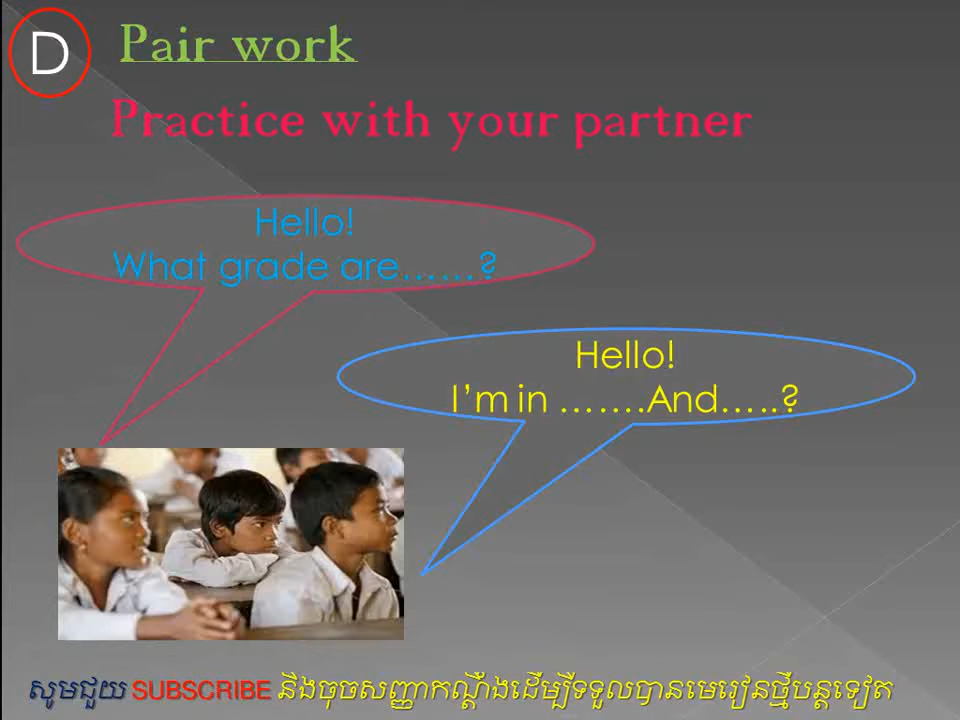 D
Pair work
Practice with your partner
Hello!
What grade are……?
Hello!
I’m in …….And…..?
សូមជួយ SUBSCRIBE និងចុចសញ្ញាកណ្ដឹងដើម្បីទទួលបានមេរៀនថ្មីបន្តទៀត